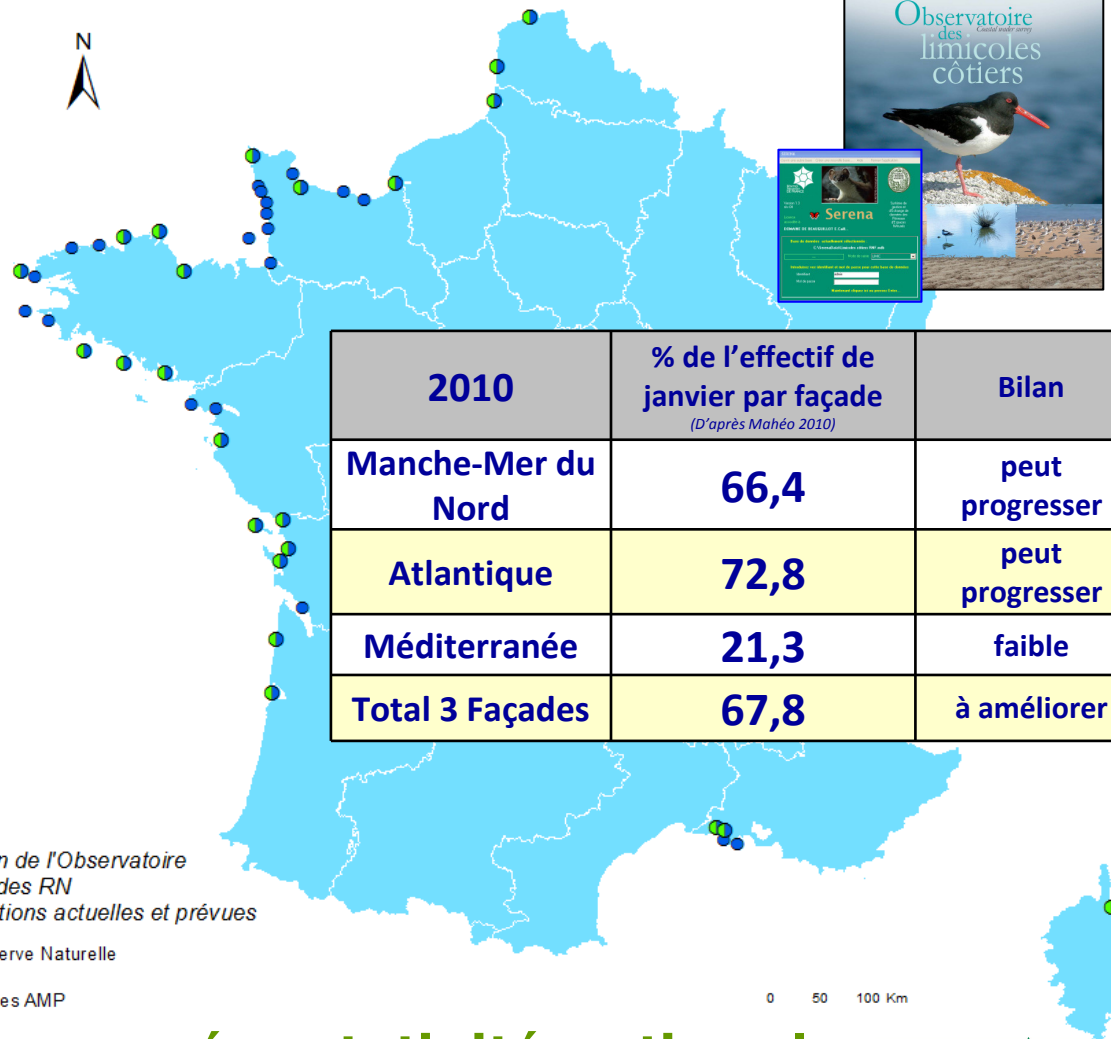 N
Observatoire
des
Coastal under survey
limicoles
côtiers
Serena
2010
% de l'effectif de
janvier par façade
(D'après Mahéo 2010)
Bilan
Manche-Mer du
Nord
66,4
peut
progresser
Atlantique
72,8
peut
progresser
Méditerranée
21,3
faible
Total 3 Façades
67,8
à améliorer
n de l'Observatoire
des RN
tions actuelles et prévues
erve Naturelle
es AMP
0 50 100 Km